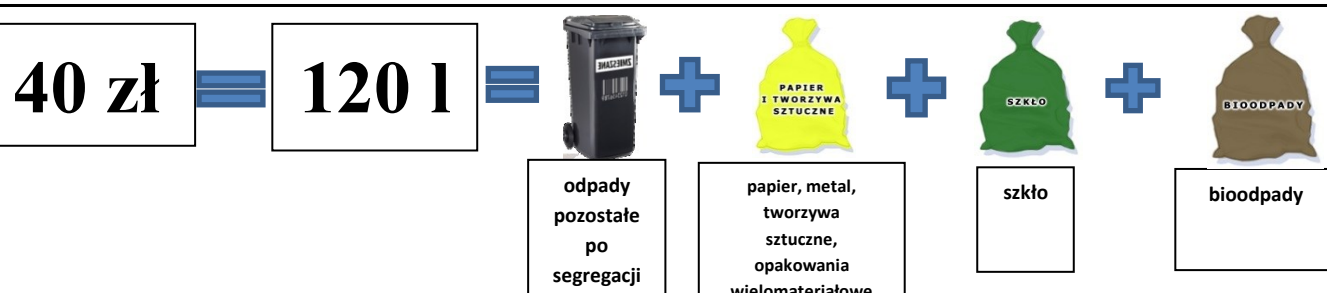 40 zł
120 l
ZMIESZANE
PAPIER
I TWORZYWA
SZTUCZNE
SZKŁO
BIOODPADY
odpady
pozostałe
po
segregacji
papier, metal,
tworzywa
sztuczne,
opakowania
wielomateriałowe
szkło
bioodpady